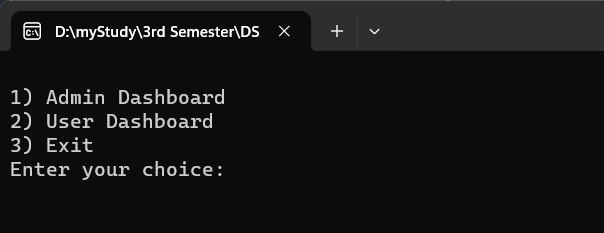 D:\myStudy\3rd Semester\DS
1) Admin Dashboard
2) User Dashboard
3) Exit
Enter your choice: